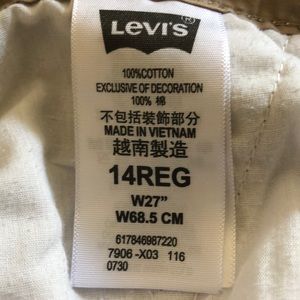 Levi's
100%COTTON
EXCLUSIVE OF DECORATION
100% 棉
不包括裝飾部分
MADE IN VIETNAM
越南製造
14REG
W27"
W68.5 CM
617846987220
7906 -X03 116
0730